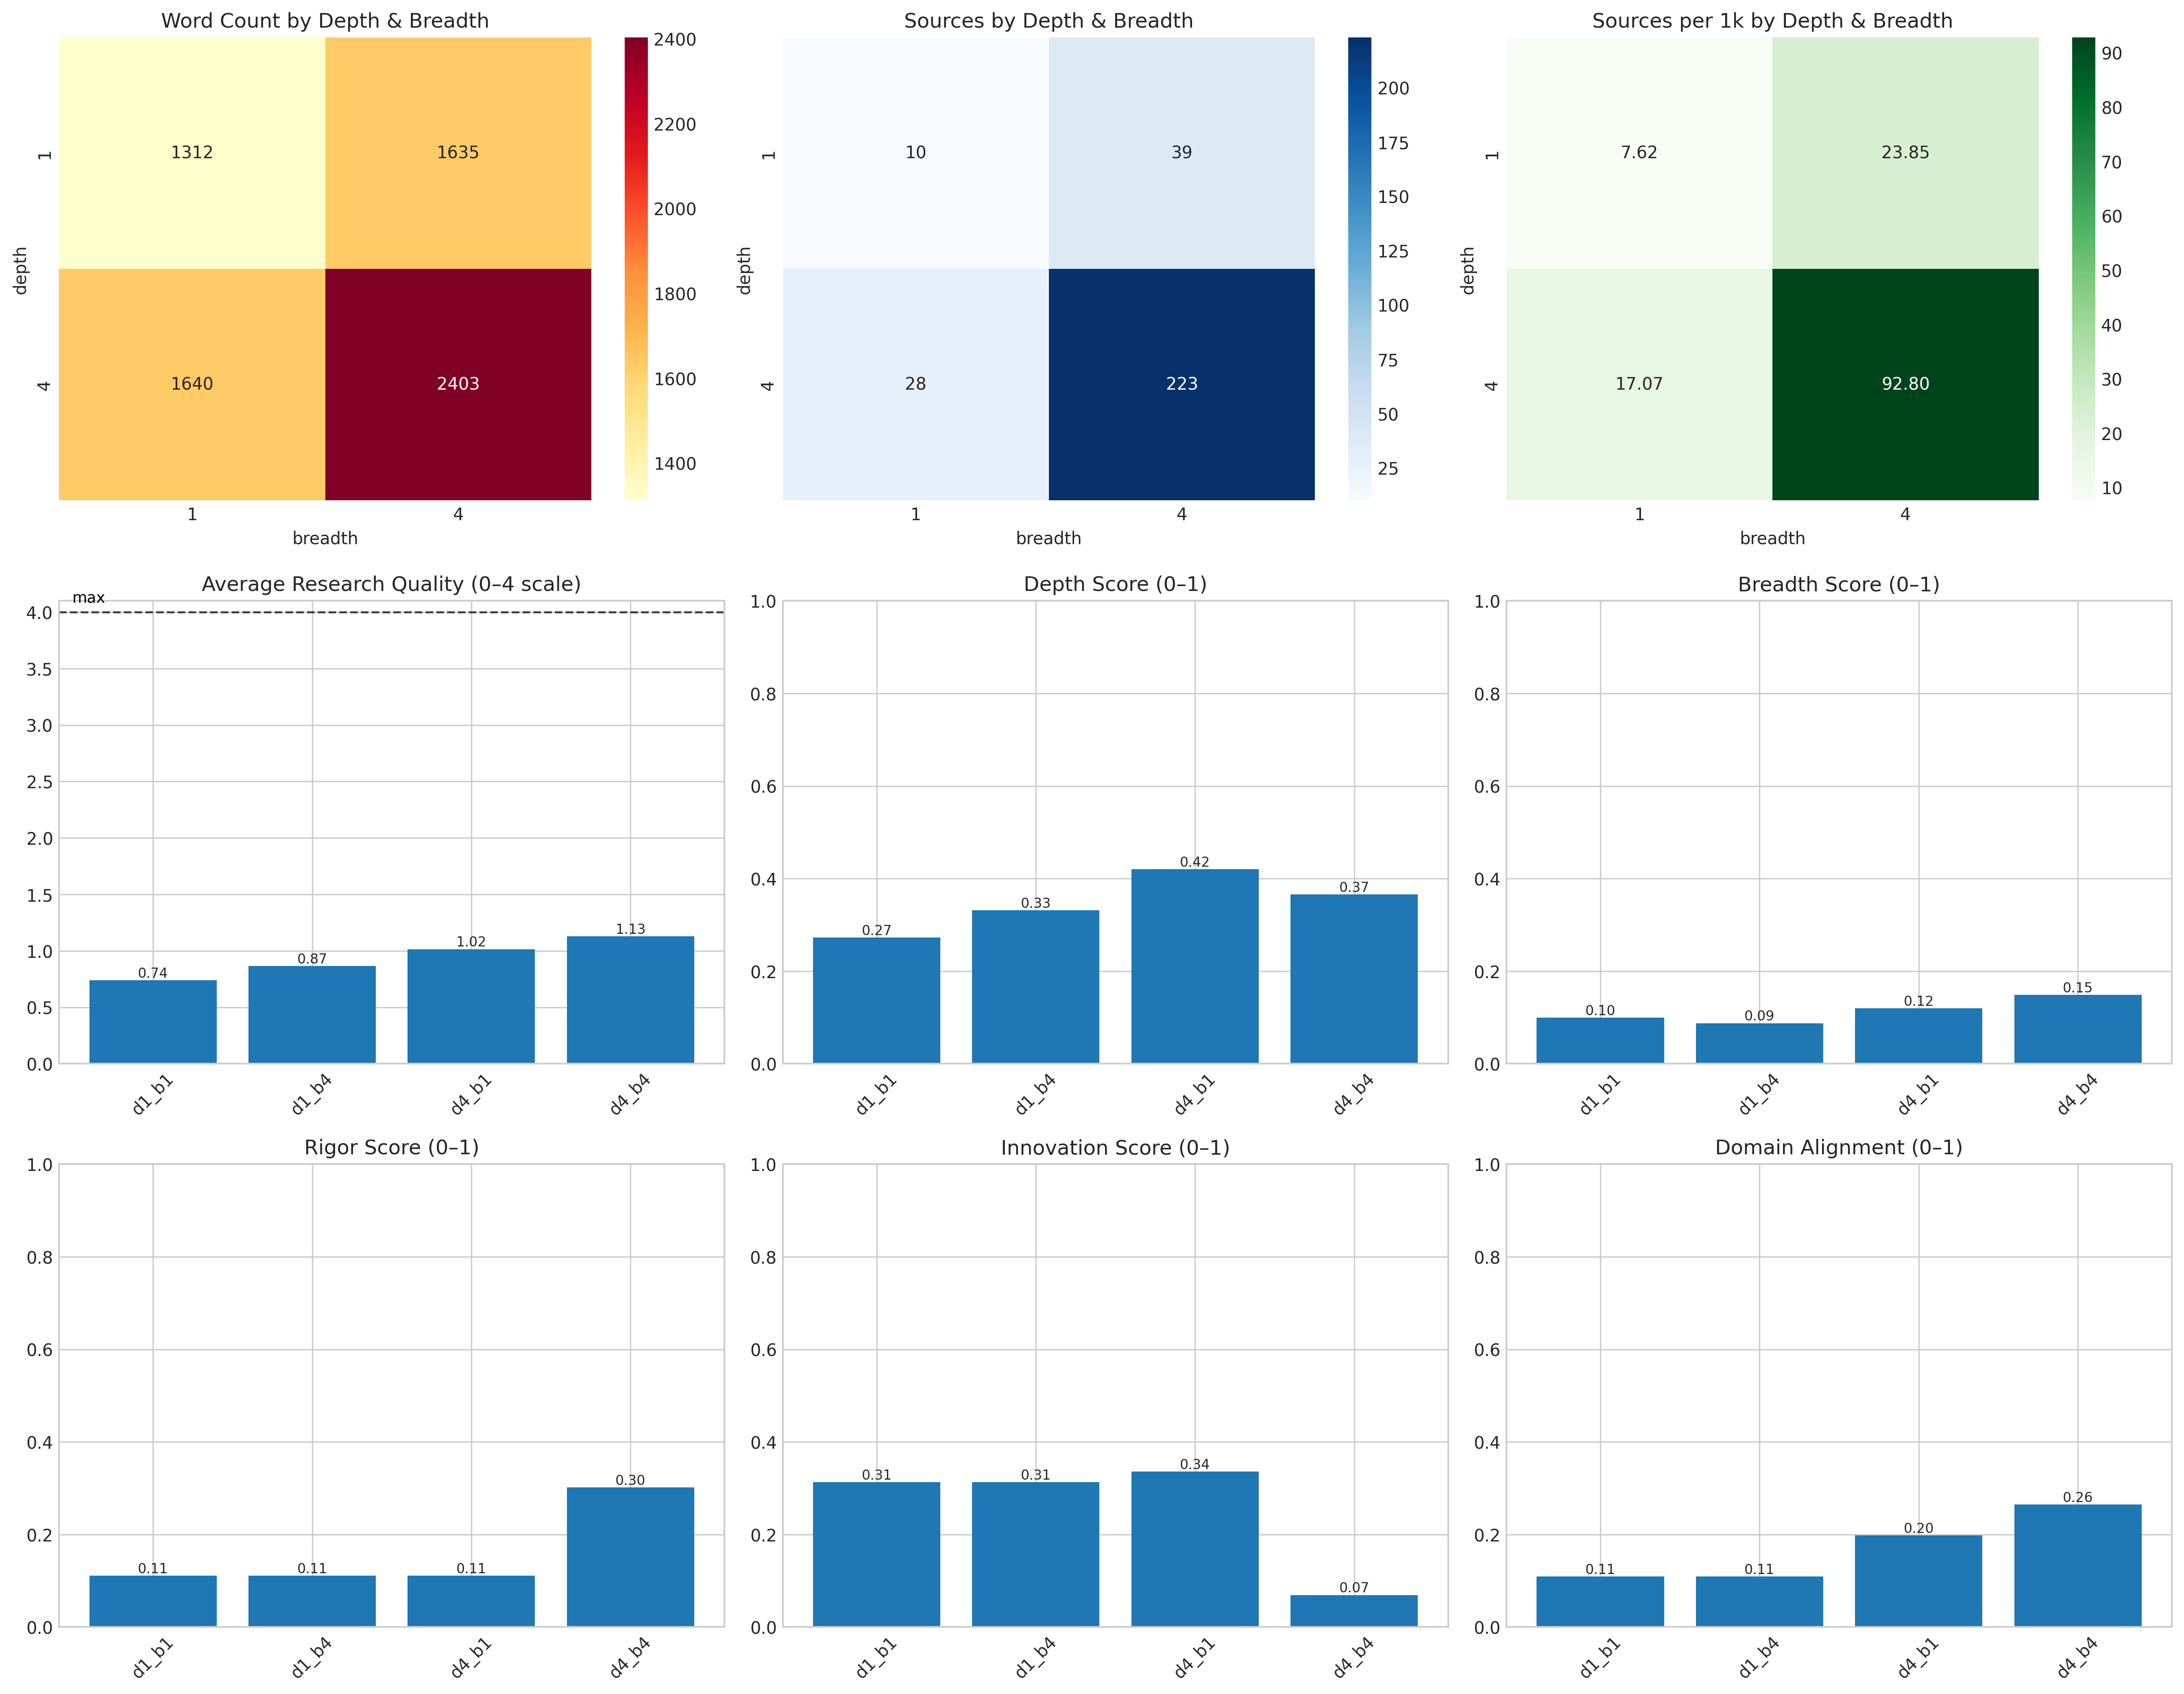 Word Count by Depth & Breadth
depth
1
4
1312 1635
1640 2403
1 4
breadth
2400
2200
2000
1800
1600
1400
Sources by Depth & Breadth
depth
1
4
10 39
28 223
1 4
breadth
200
175
150
125
100
75
50
25
Sources per 1k by Depth & Breadth
depth
1
4
7.62 23.85
17.07 92.80
1 4
breadth
90
80
70
60
50
40
30
20
10
Average Research Quality (0–4 scale)
max
4.0
3.5
3.0
2.5
2.0
1.5
1.0
0.5
0.0
0.74 0.87 1.02 1.13
d1_b1 d1_b4 d4_b1 d4_b4
Depth Score (0–1)
1.0
0.8
0.6
0.4
0.2
0.0
0.27 0.33 0.42 0.37
d1_b1 d1_b4 d4_b1 d4_b4
Breadth Score (0–1)
1.0
0.8
0.6
0.4
0.2
0.0
0.10 0.09 0.12 0.15
d1_b1 d1_b4 d4_b1 d4_b4
Rigor Score (0–1)
1.0
0.8
0.6
0.4
0.2
0.0
0.11 0.11 0.11 0.30
d1_b1 d1_b4 d4_b1 d4_b4
Innovation Score (0–1)
1.0
0.8
0.6
0.4
0.2
0.0
0.31 0.31 0.34 0.07
d1_b1 d1_b4 d4_b1 d4_b4
Domain Alignment (0–1)
1.0
0.8
0.6
0.4
0.2
0.0
0.11 0.11 0.20 0.26
d1_b1 d1_b4 d4_b1 d4_b4